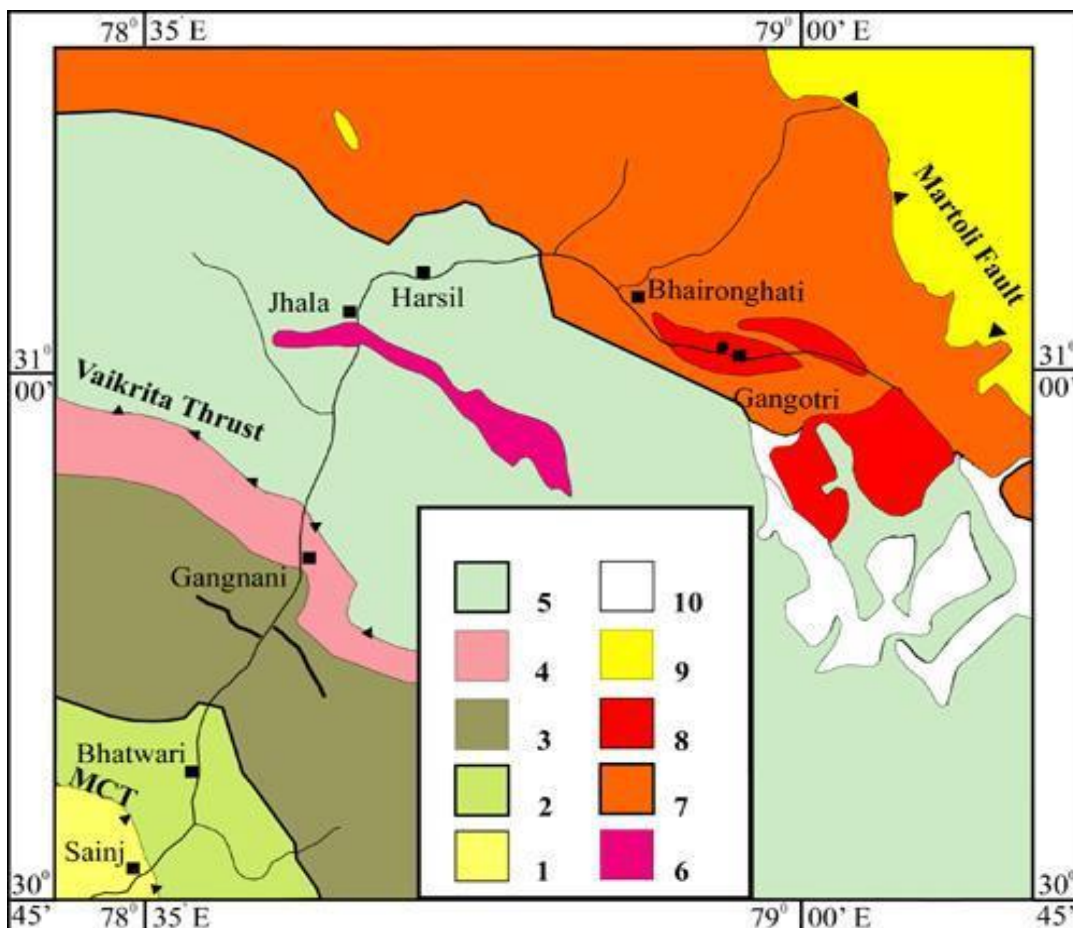 78° 35' E
79° 00' E
Martoli Fault
Bhaironghati
Jhala
Harsil
31° 00'
31° 00'
Vaikrita Thrust
Gangotri
Gangnani
5
10
4
9
3
8
Bhatwari
2
7
MCT
Sainj
1
6
30° 45'
30° 45'
78° 35' E
79° 00' E